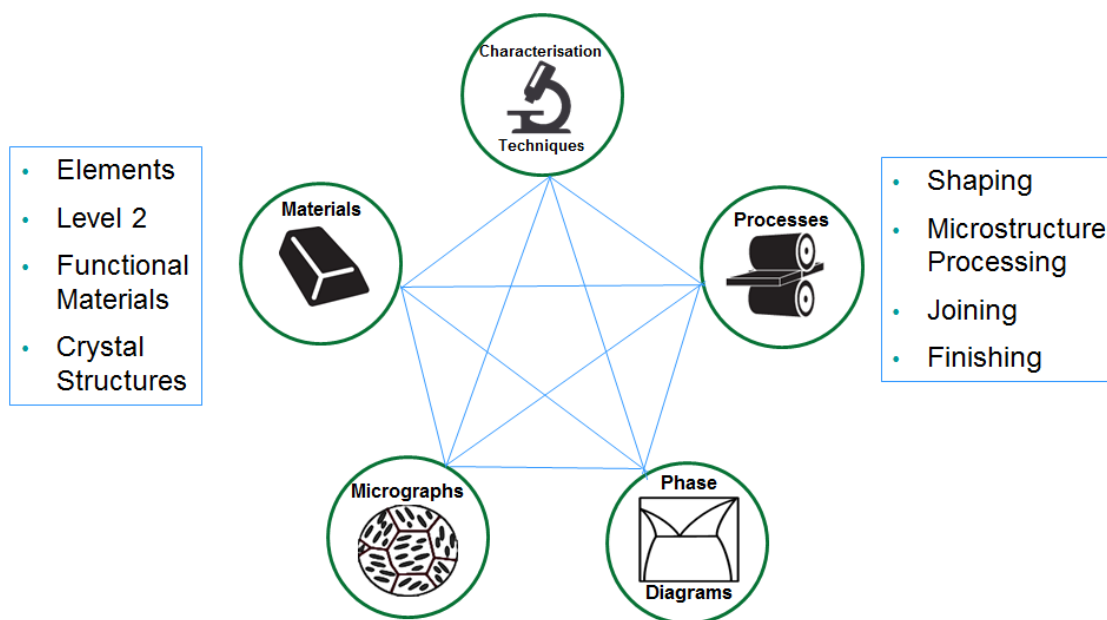 Characterisation
Techniques
• Elements
• Level 2
• Functional
Materials
• Crystal
Structures
Materials
Processes
• Shaping
• Microstructure
Processing
• Joining
• Finishing
Micrographs
Phase
Diagrams